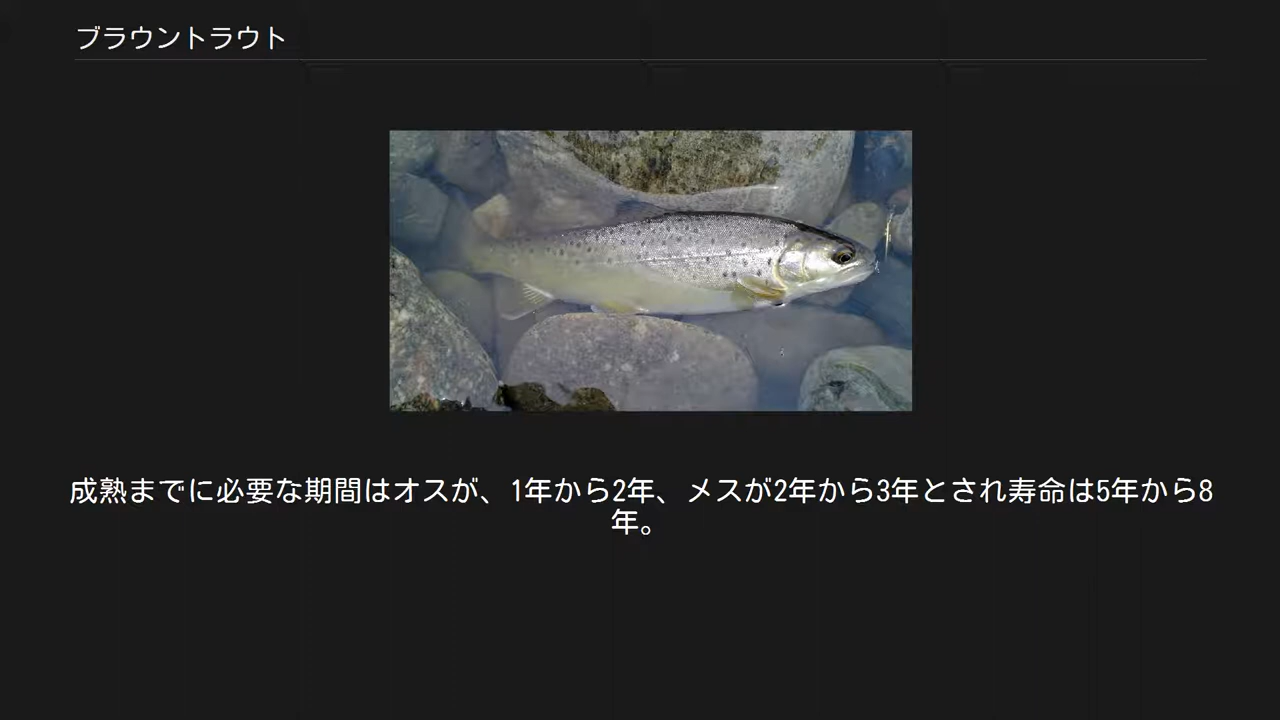 ブラウントラウト
成熟までに必要な期間はオスが、1年から2年、メスが2年から3年とされ寿命は5年から8
年。